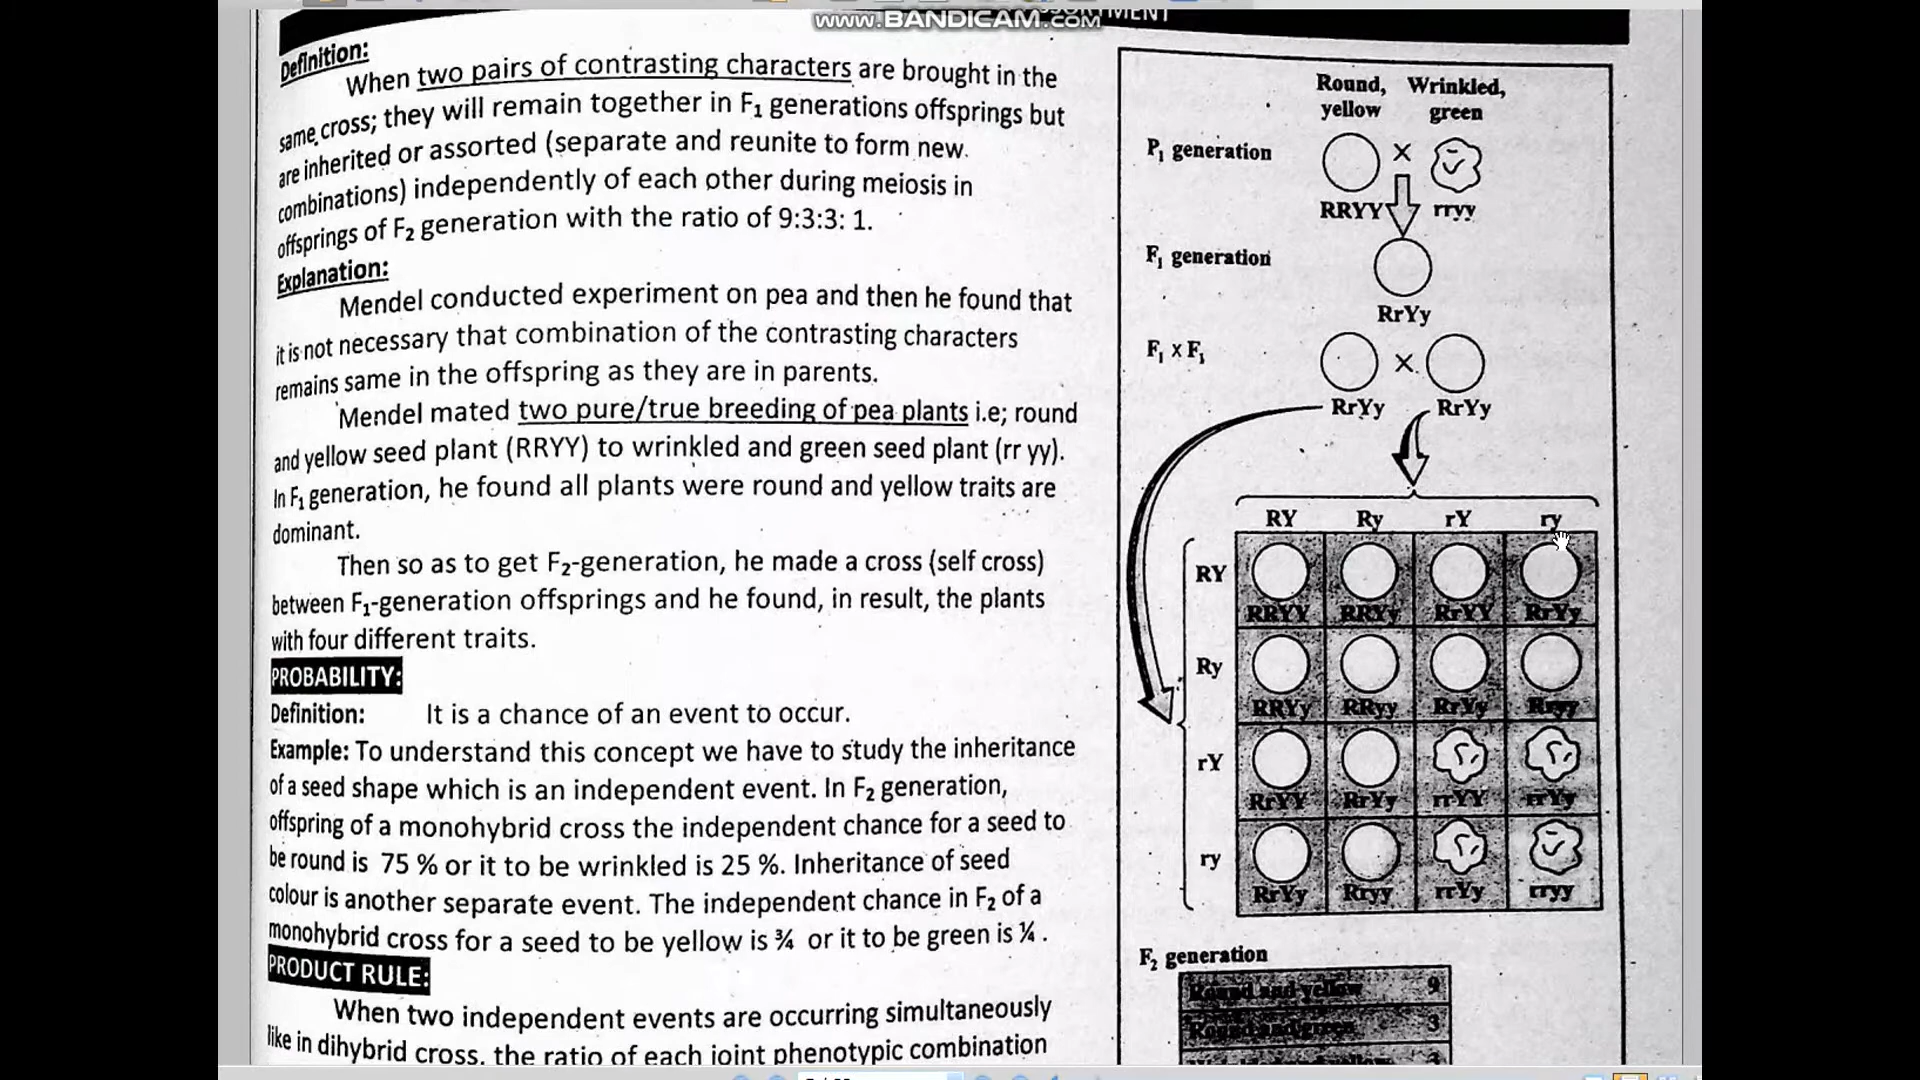 WWW.BANDICAM.COM
Definition:
When two pairs of contrasting characters are brought in the
same cross; they will remain together in F₁ generations offsprings but
are inherited or assorted (separate and reunite to form new
combinations) independently of each other during meiosis in
offsprings of F₂ generation with the ratio of 9:3:3: 1.
Explanation:
Mendel conducted experiment on pea and then he found that
it is not necessary that combination of the contrasting characters
remains same in the offspring as they are in parents.
Mendel mated two pure/true breeding of pea plants i.e; round
and yellow seed plant (RRYY) to wrinkled and green seed plant (rr yy).
In F₁ generation, he found all plants were round and yellow traits are
dominant.
Then so as to get F₂-generation, he made a cross (self cross)
between F₁-generation offsprings and he found, in result, the plants
with four different traits.
PROBABILITY:
Definition: It is a chance of an event to occur.
Example: To understand this concept we have to study the inheritance
of a seed shape which is an independent event. In F₂ generation,
offspring of a monohybrid cross the independent chance for a seed to
be round is 75 % or it to be wrinkled is 25 %. Inheritance of seed
colour is another separate event. The independent chance in F₂ of a
monohybrid cross for a seed to be yellow is ¾ or it to be green is ¼ .
PRODUCT RULE:
When two independent events are occurring simultaneously
like in dihybrid cross, the ratio of each joint phenotypic combination
Round, Wrinkled,
yellow green
P₁ generation X
RRYY rryy
F₁ generation
RrYy
F₁ X F₁ X
RrYy RrYy
RY Ry rY ry
RY
RRYY RRYy RrYY RrYy
Ry
RRYy RRyy RrYy Rryy
rY
RrYY RrYy rrYY rrYy
ry
RrYy Rryy rrYy rryy
F₂ generation
Round and yellow 9
Round and green 3
3